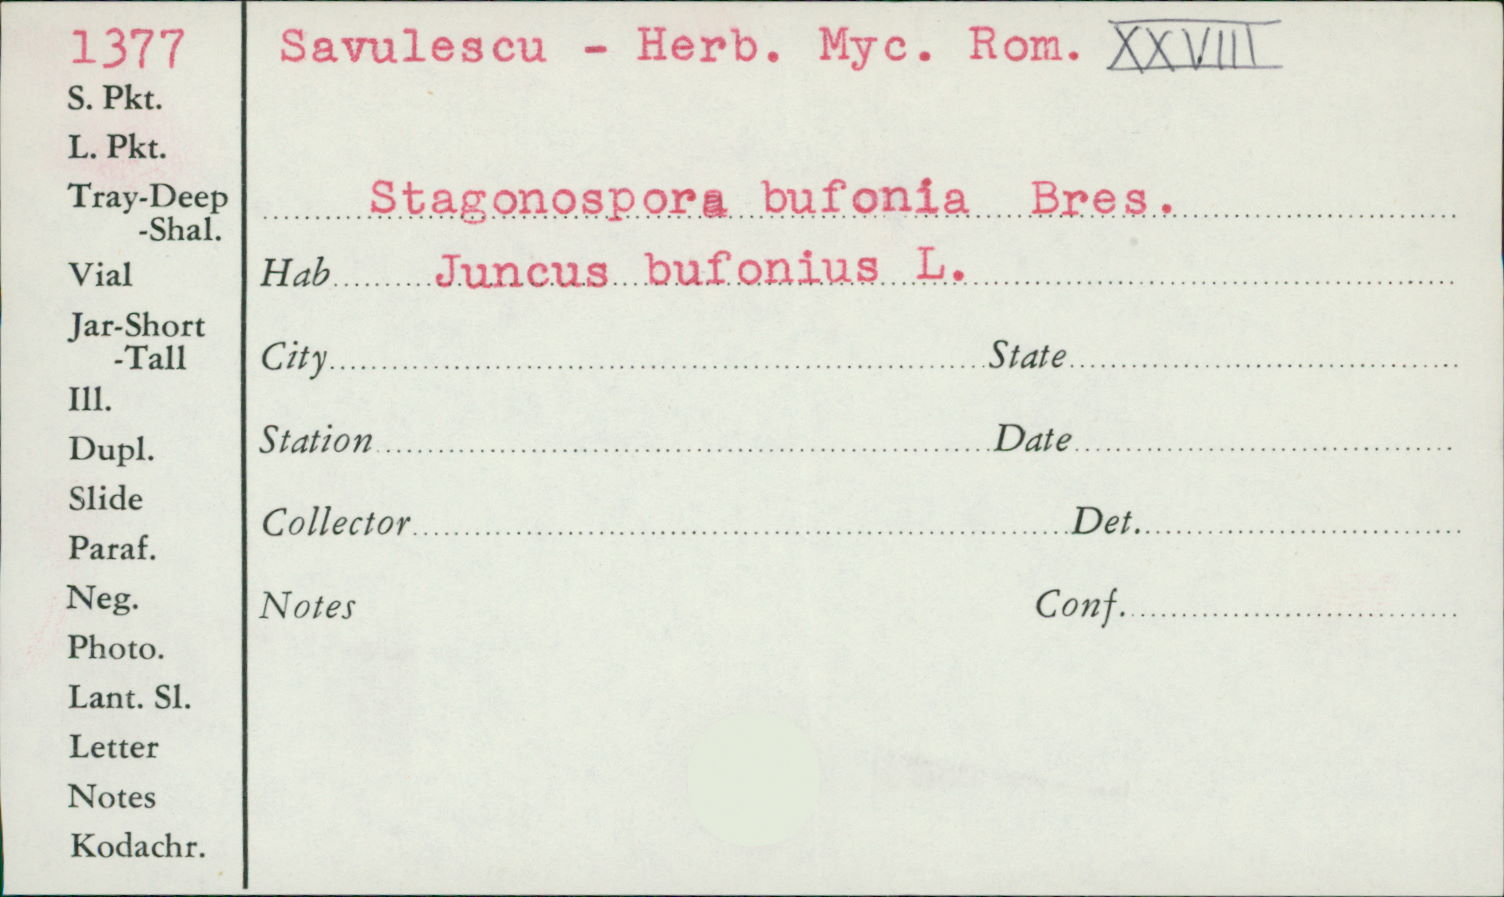 1377 Savulescu - Herb. Myc. Rom. XXVIII
S. Pkt.
L. Pkt.
Tray-Deep
-Shal.
Stagonospora bufonia Bres.
Vial
Hab. Juncus bufonius L.
Jar-Short
-Tall
City State
Ill.
Dupl.
Station Date
Slide
Collector Det.
Paraf.
Neg.
Notes Conf.
Photo.
Lant. Sl.
Letter
Notes
Kodachr.